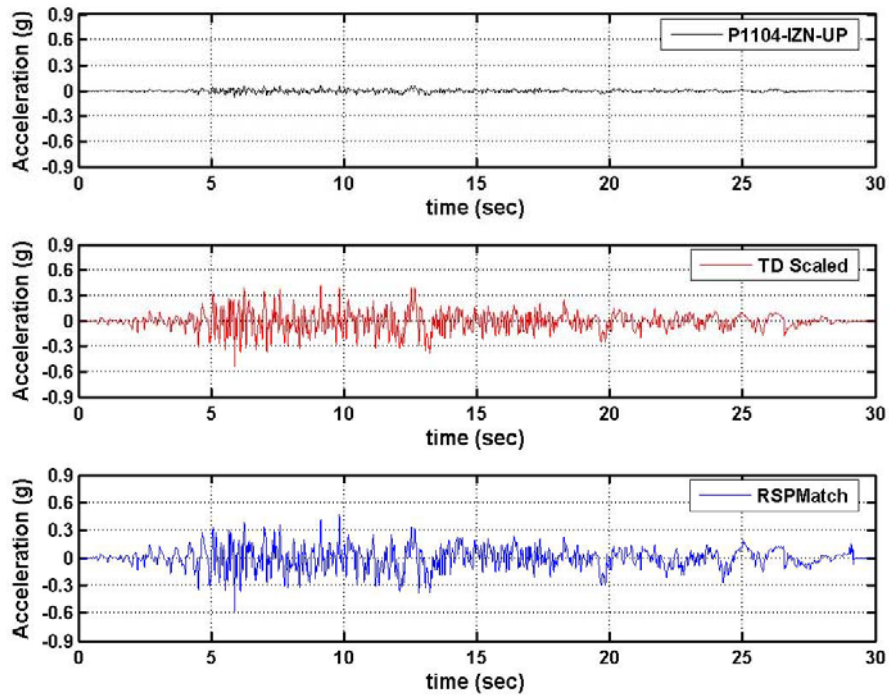 P1104-IZN-UP
Acceleration (g)
0.9
0.6
0.3
0
-0.3
-0.6
-0.9
0 5 10 15 20 25 30
time (sec)
TD Scaled
Acceleration (g)
0.9
0.6
0.3
0
-0.3
-0.6
-0.9
0 5 10 15 20 25 30
time (sec)
RSPMatch
Acceleration (g)
0.9
0.6
0.3
0
-0.3
-0.6
-0.9
0 5 10 15 20 25 30
time (sec)